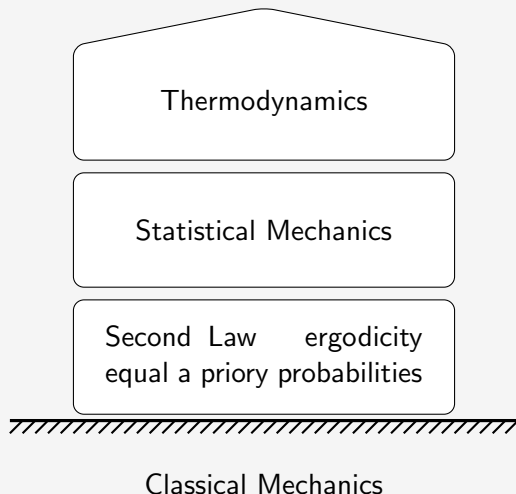 Thermodynamics
Statistical Mechanics
Second Law ergodicity
equal a priory probabilities
Classical Mechanics